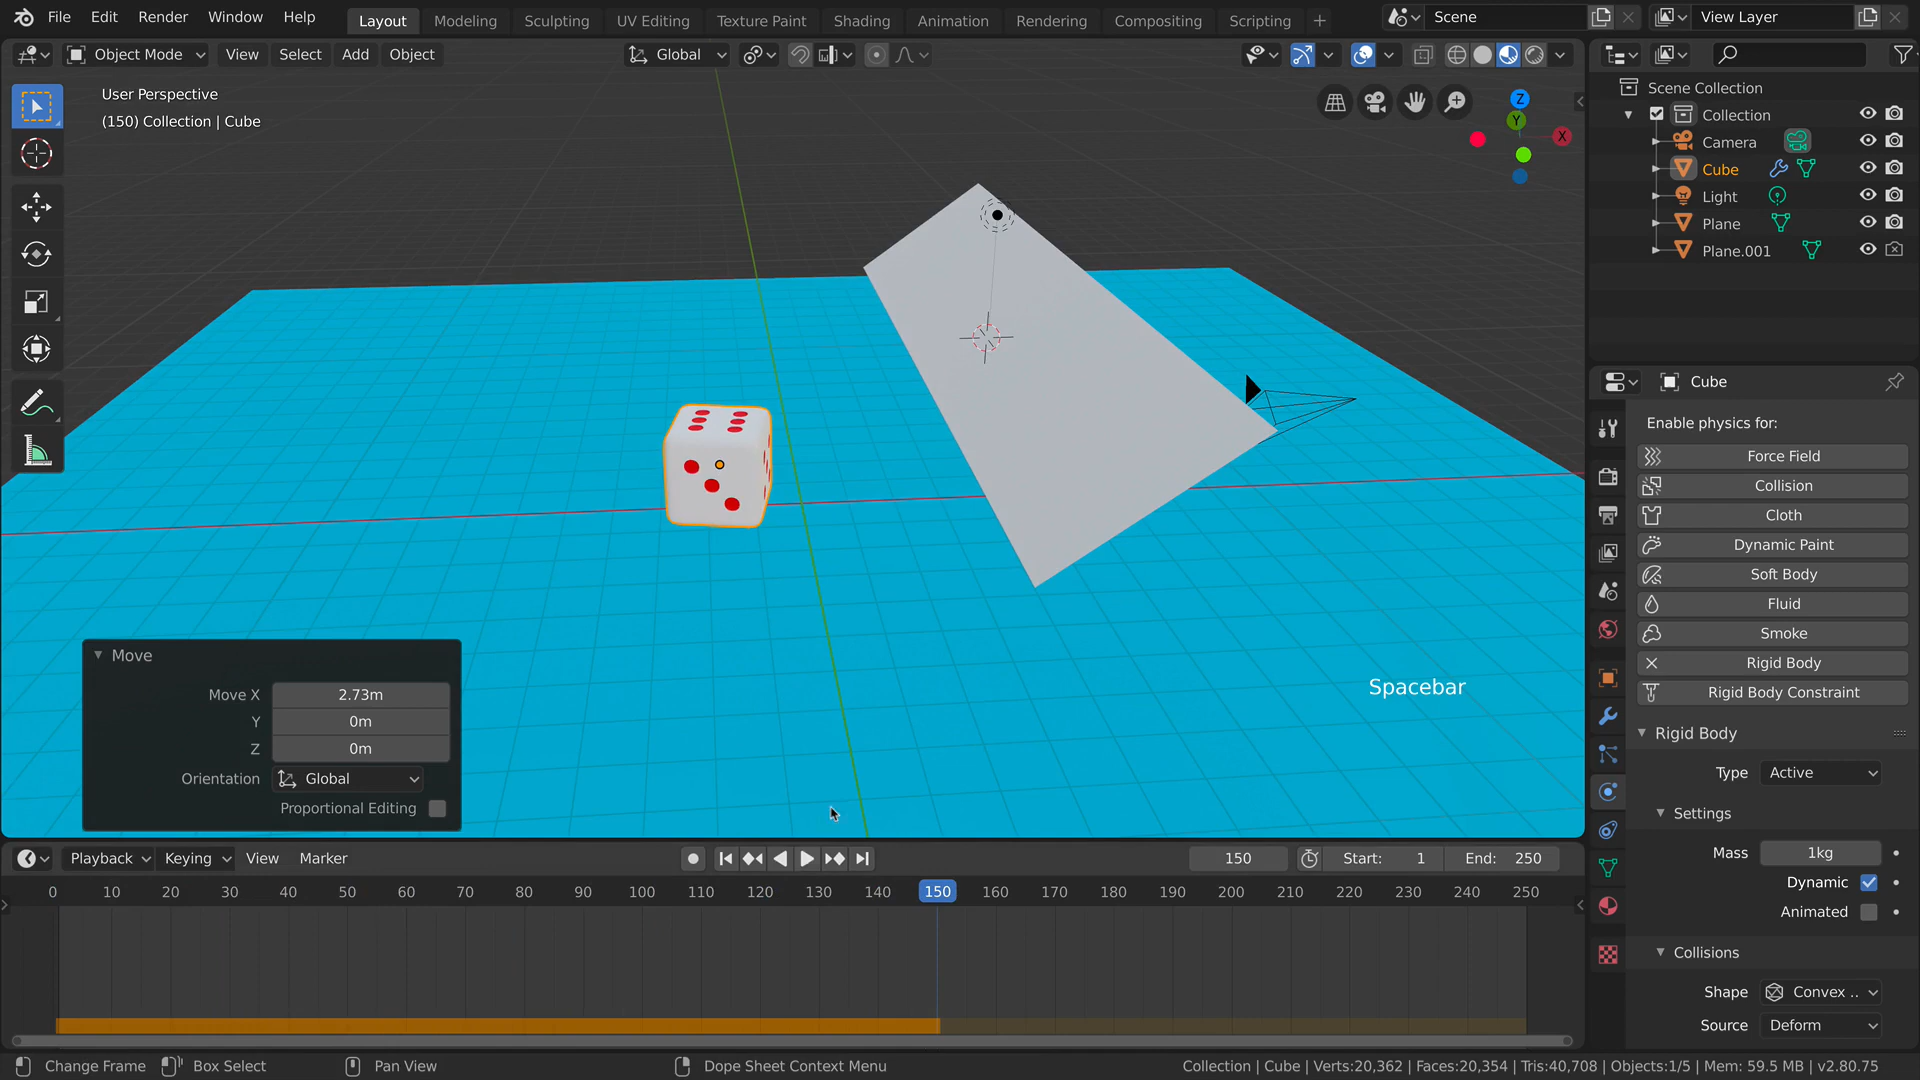 File Edit Render Window Help Layout Modeling Sculpting UV Editing Texture Paint Shading Animation Rendering Compositing Scripting Scene View Layer
Object Mode View Select Add Object Global
User Perspective
(150) Collection | Cube
Z
Y
X
Scene Collection
Collection
Camera
Cube
Light
Plane
Plane.001
Cube
Enable physics for:
Force Field
Collision
Cloth
Dynamic Paint
Soft Body
Fluid
Smoke
Rigid Body
Rigid Body Constraint
Rigid Body
Type Active
Settings
Mass 1kg
Dynamic
Animated
Collisions
Shape Convex ..
Source Deform
Move
Move X 2.73m
Y 0m
Z 0m
Orientation Global
Proportional Editing
Spacebar
Playback Keying View Marker 150 Start: 1 End: 250
0 10 20 30 40 50 60 70 80 90 100 110 120 130 140 150 160 170 180 190 200 210 220 230 240 250
Change Frame Box Select Pan View Dope Sheet Context Menu Collection | Cube | Verts:20,362 | Faces:20,354 | Tris:40,708 | Objects:1/5 | Mem: 59.5 MB | v2.80.75